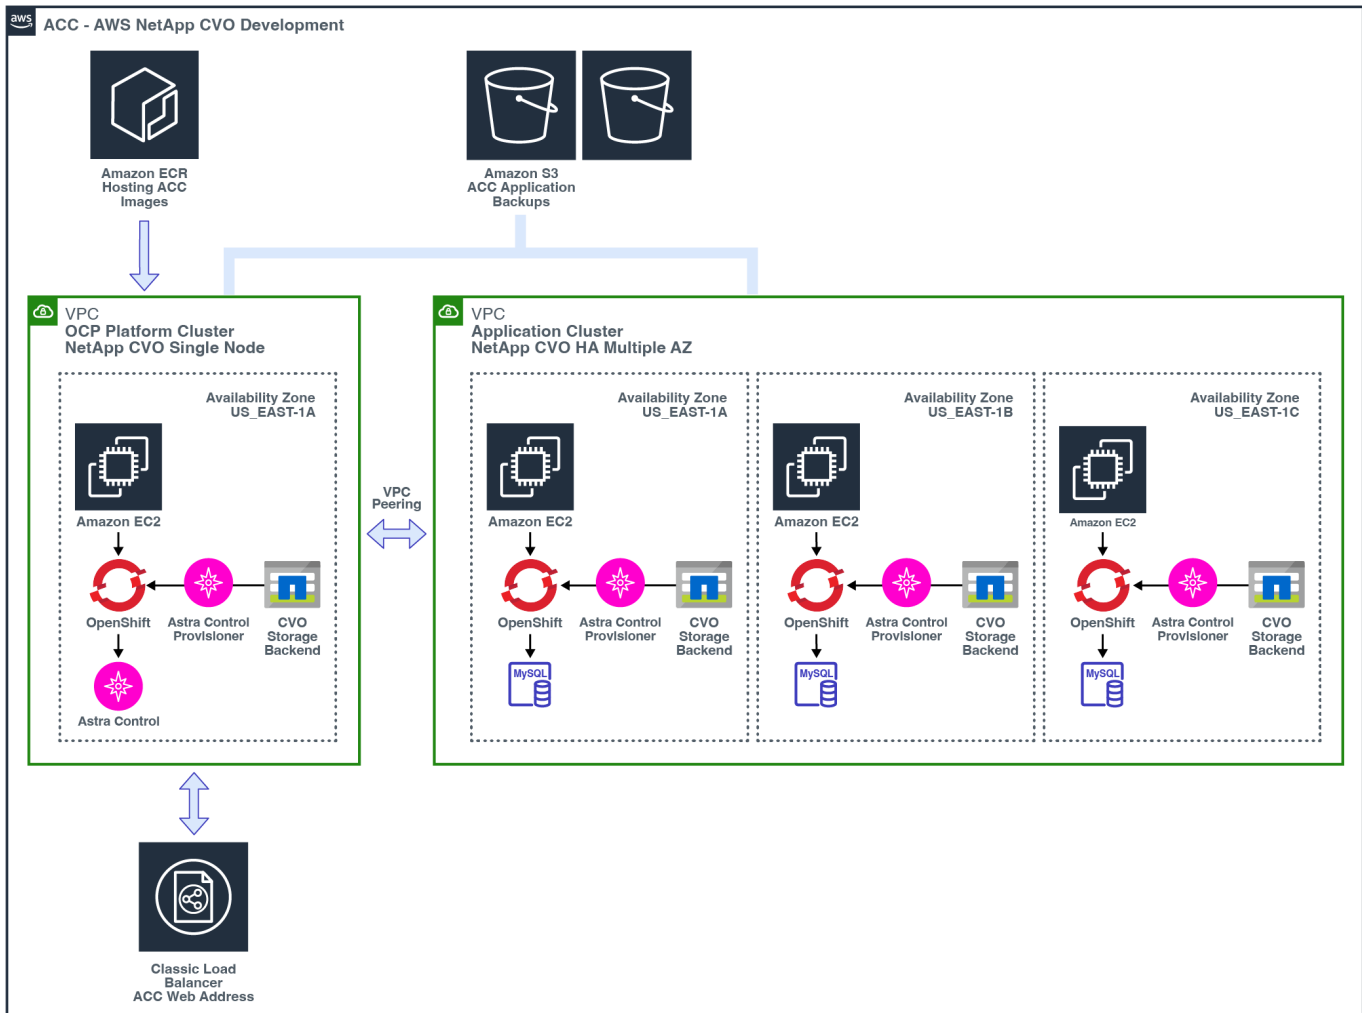 aws
ACC - AWS NetApp CVO Development
Amazon ECR
Hosting ACC
Images
Amazon S3
ACC Application
Backups
VPC
OCP Platform Cluster
NetApp CVO Single Node
Availability Zone
US_EAST-1A
Amazon EC2
OpenShift
Astra Control
Provisioner
CVO
Storage
Backend
Astra Control
VPC
Peering
VPC
Application Cluster
NetApp CVO HA Multiple AZ
Availability Zone
US_EAST-1A
Amazon EC2
OpenShift
Astra Control
Provisioner
CVO
Storage
Backend
MySQL
Availability Zone
US_EAST-1B
Amazon EC2
OpenShift
Astra Control
Provisioner
CVO
Storage
Backend
MySQL
Availability Zone
US_EAST-1C
Amazon EC2
OpenShift
Astra Control
Provisioner
CVO
Storage
Backend
MySQL
Classic Load
Balancer
ACC Web Address